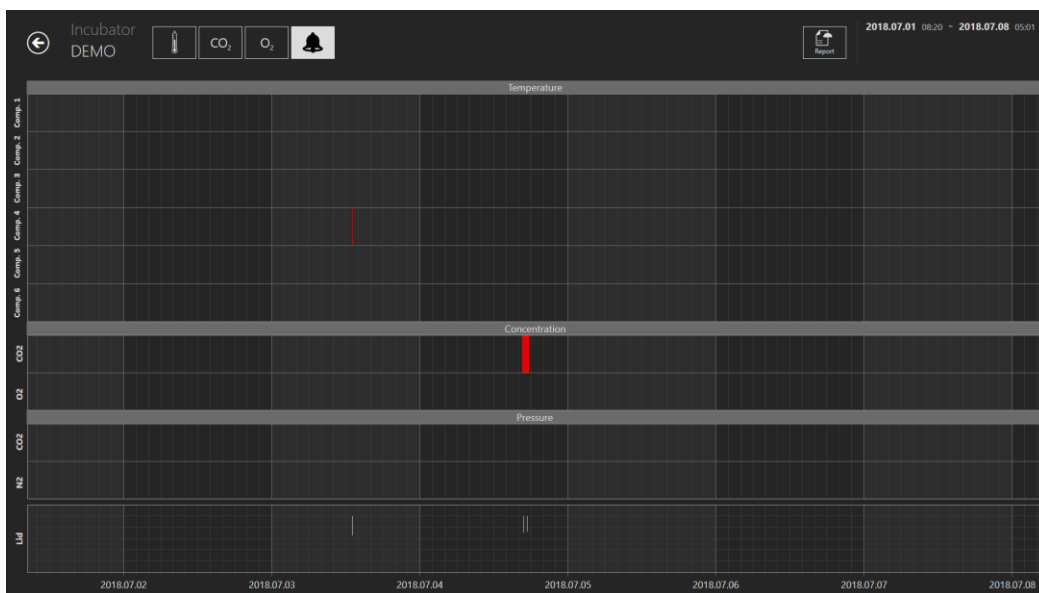 Incubator
DEMO
CO₂
O₂
Report
2018.07.01 08:20 - 2018.07.08 05:01
Temperature
Comp. 1
Comp. 2
Comp. 3
Comp. 4
Comp. 5
Comp. 6
Concentration
CO2
O2
Pressure
CO2
N2
Lid
2018.07.02 2018.07.03 2018.07.04 2018.07.05 2018.07.06 2018.07.07 2018.07.08